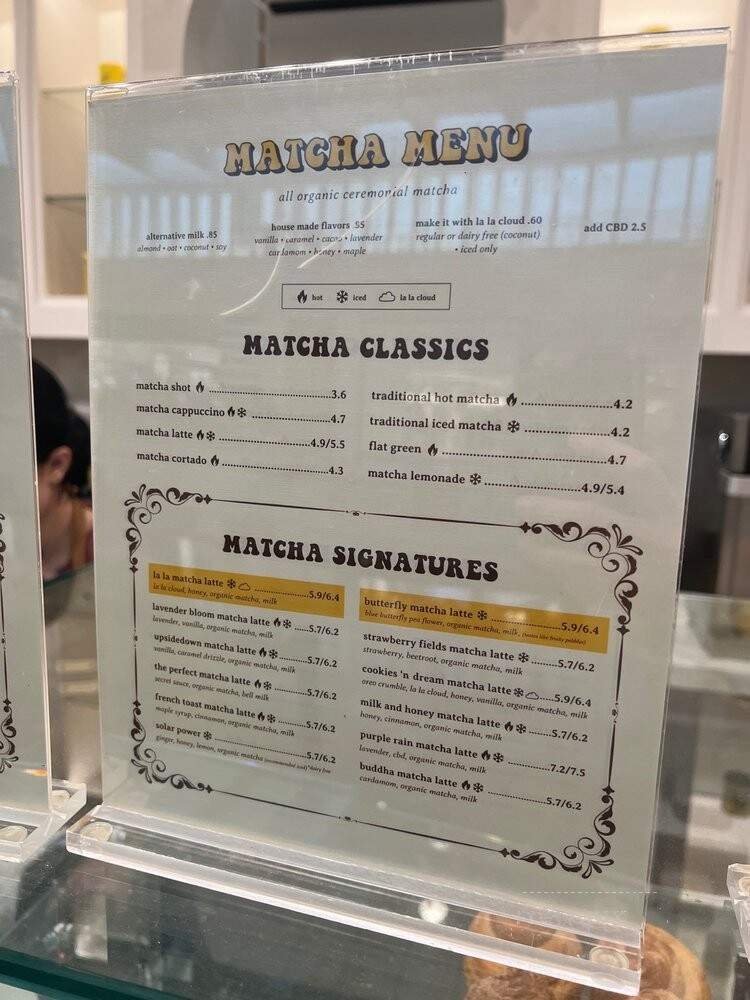 MATCHA MENU
all organic ceremonial matcha
alternative milk .85
almond • oat • coconut • soy
house made flavors .55
vanilla • caramel • cacao • lavender
cardamom • honey • maple
make it with la la cloud .60
regular or dairy free (coconut)
• iced only
add CBD 2.5
hot iced la la cloud
MATCHA CLASSICS
matcha shot 3.6
matcha cappuccino 4.7
matcha latte 4.9/5.5
matcha cortado 4.3
traditional hot matcha 4.2
traditional iced matcha 4.2
flat green 4.7
matcha lemonade 4.9/5.4
MATCHA SIGNATURES
la la matcha latte 5.9/6.4
la la cloud, honey, organic matcha, milk
lavender bloom matcha latte 5.7/6.2
lavender, vanilla, organic matcha, milk
upsidedown matcha latte 5.7/6.2
vanilla, caramel drizzle, organic matcha, milk
the perfect matcha latte 5.7/6.2
secret sauce, organic matcha, bell milk
french toast matcha latte 5.7/6.2
maple syrup, cinnamon, organic matcha, milk
solar power 5.7/6.2
ginger, honey, lemon, organic matcha (recommended iced)*dairy free
butterfly matcha latte 5.9/6.4
blue butterfly pea flower, organic matcha, milk. (tastes like fruity pebbles)
strawberry fields matcha latte 5.7/6.2
strawberry, beetroot, organic matcha, milk
cookies 'n dream matcha latte 5.9/6.4
oreo crumble, la la cloud, honey, vanilla, organic matcha, milk
milk and honey matcha latte 5.7/6.2
honey, cinnamon, organic matcha, milk
purple rain matcha latte 7.2/7.5
lavender, cbd, organic matcha, milk
buddha matcha latte 5.7/6.2
cardamom, organic matcha, milk